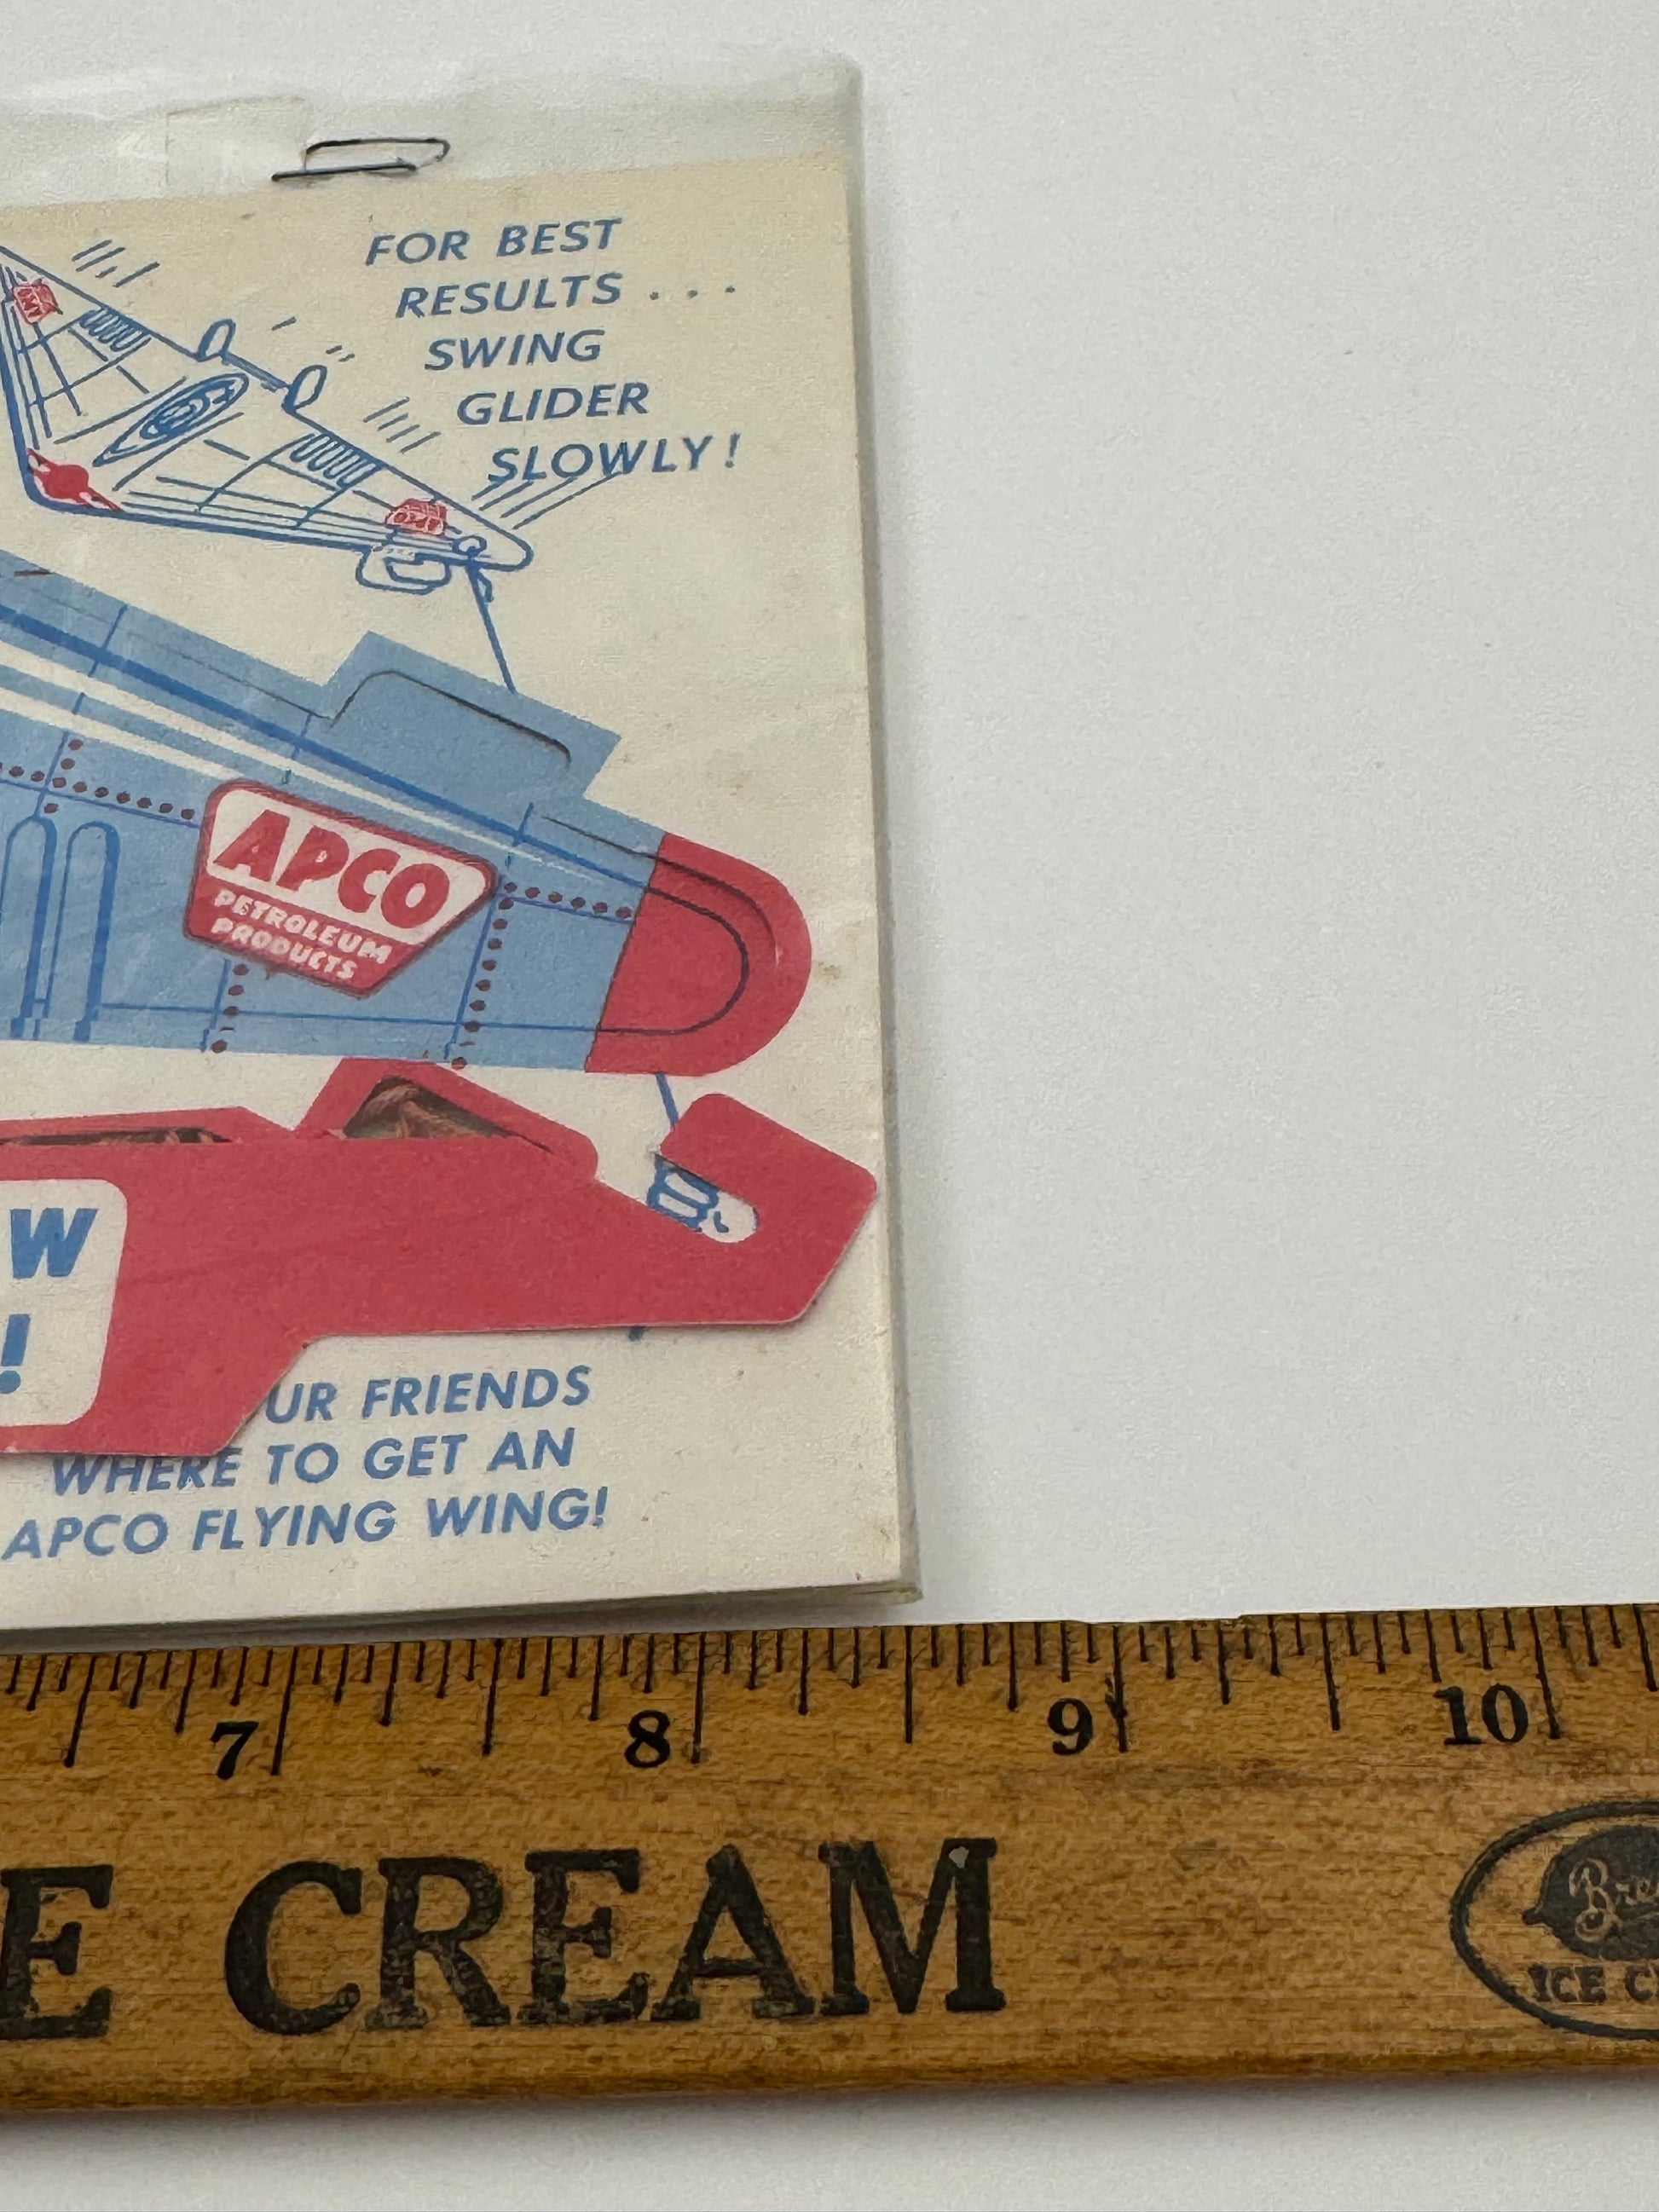 FOR BEST
RESULTS . . .
SWING
GLIDER
SLOWLY!
APCO
PETROLEUM
PRODUCTS
W
!
UR FRIENDS
WHERE TO GET AN
APCO FLYING WING!
7 8 9 10
E CREAM
ICE C